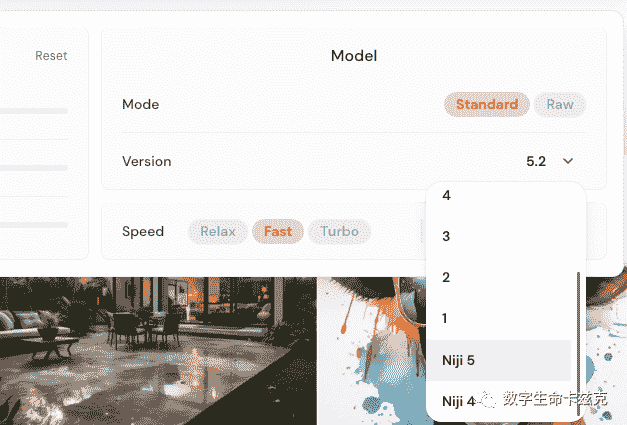 Reset
Model
Mode
Standard
Raw
Version
5.2
Speed
Relax
Fast
Turbo
4
3
2
1
Niji 5
Niji 4
数字生命卡兹克